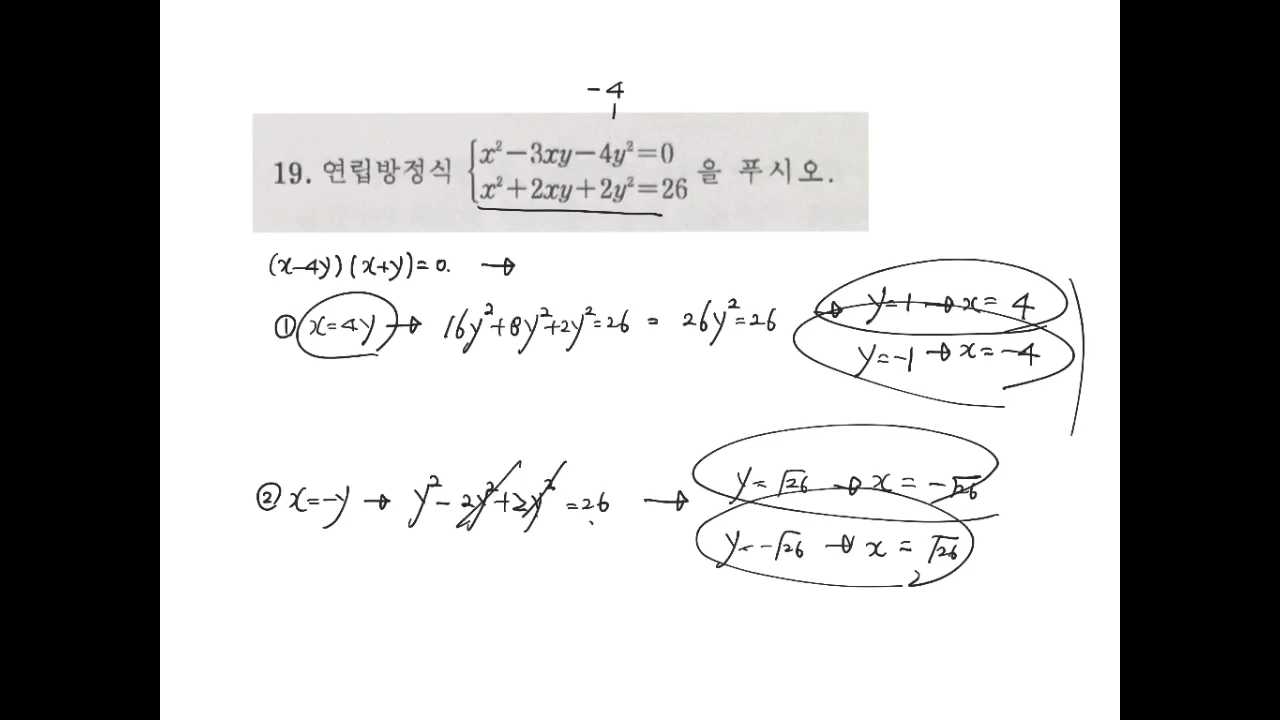 -4
19. 연립방정식 { x²-3xy-4y²=0
x²+2xy+2y²=26 을 푸시오.
(x-4y)(x+y)=0. →
① x=4y → 16y²+8y²+2y²=26 = 26y²=26 → y=1 → x=4
y=-1 → x=-4
② x=-y → y²-2y²+2y²=26 → y=√26 → x=-√26
y=-√26 → x=√26